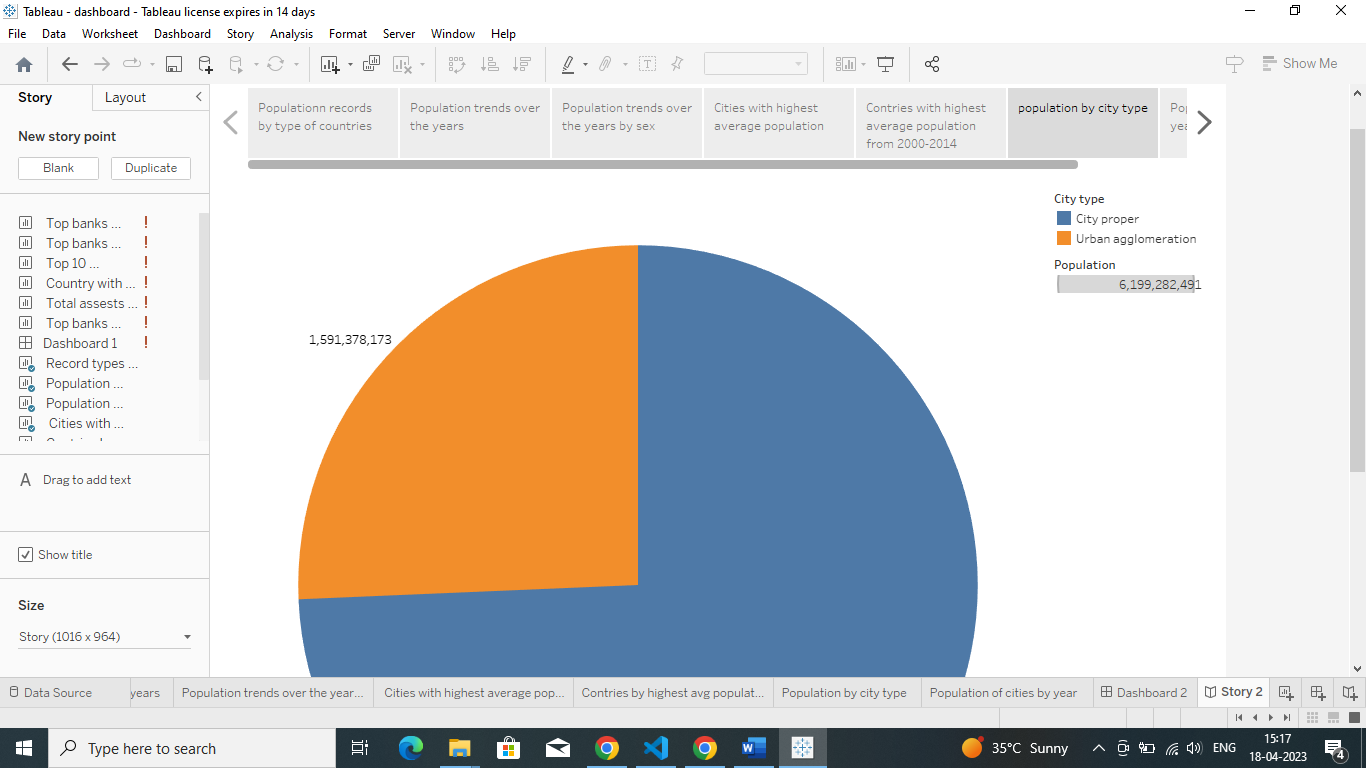 Tableau - dashboard - Tableau license expires in 14 days
File Data Worksheet Dashboard Story Analysis Format Server Window Help
Show Me
Story Layout
New story point
Blank Duplicate
Top banks ... !
Top banks ... !
Top 10 ... !
Country with ... !
Total assests ... !
Top banks ... !
Dashboard 1 !
Record types ...
Population ...
Population ...
Cities with ...
A Drag to add text
Show title
Size
Story (1016 x 964)
Populationn records
by type of countries
Population trends over
the years
Population trends over
the years by sex
Cities with highest
average population
Contries with highest
average population
from 2000-2014
population by city type
City type
City proper
Urban agglomeration
Population
6,199,282,491
1,591,378,173
Data Source years Population trends over the year... Cities with highest average pop... Contries by highest avg populat... Population by city type Population of cities by year Dashboard 2 Story 2
Type here to search
35°C Sunny
ENG
15:17
18-04-2023
4